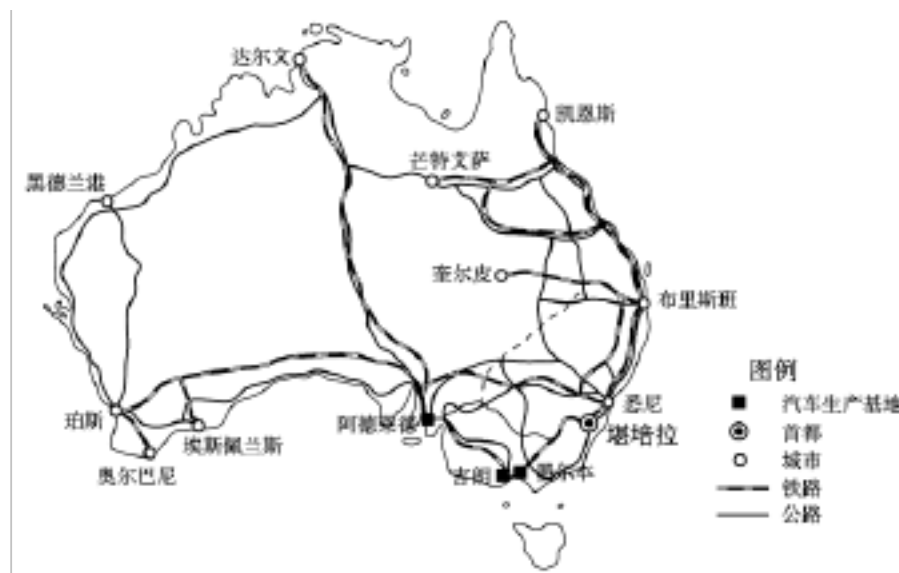 达尔文
凯恩斯
芒特艾萨
黑德兰港
奎尔皮
布里斯班
图例
汽车生产基地
首都
城市
铁路
公路
珀斯
埃斯佩兰斯
奥尔巴尼
阿德莱德
悉尼
堪培拉
吉朗
墨尔本